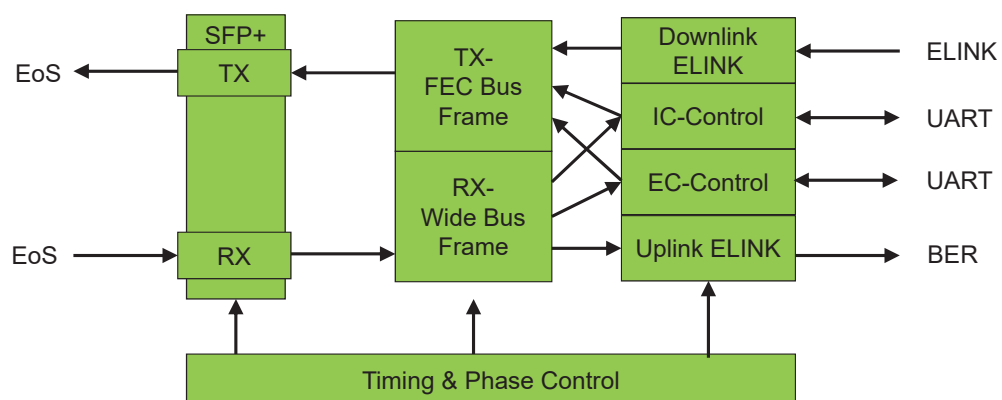 SFP+
TX
RX
EoS
EoS
TX-
FEC Bus
Frame
RX-
Wide Bus
Frame
Downlink
ELINK
IC-Control
EC-Control
Uplink ELINK
ELINK
UART
UART
BER
Timing & Phase Control